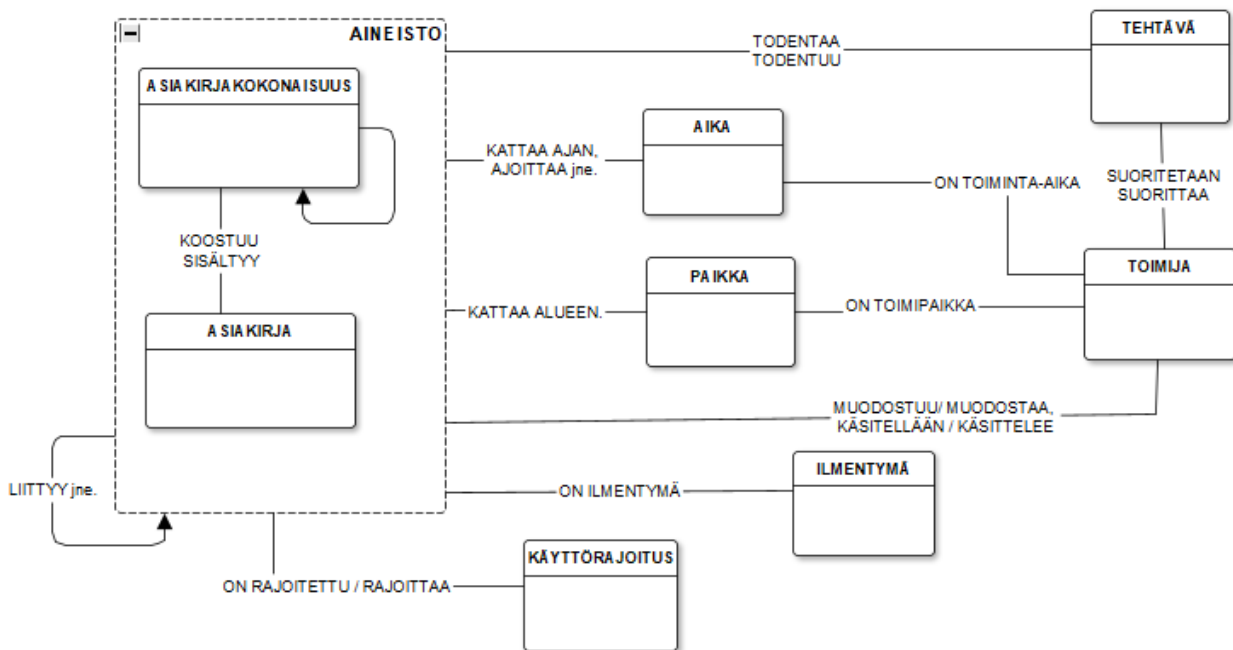 AINEISTO
TEHTÄVÄ
TODENTAA
TODENTUU
ASIAKIRJAKOKONAISUUS
AIKA
KATTAA AJAN,
AJOITTAA jne.
ON TOIMINTA-AIKA
SUORITETAAN
SUORITTAA
KOOSTUU
SISÄLTYY
PAIKKA
TOIMIJA
KATTAA ALUEEN.
ON TOIMIPAIKKA
ASIAKIRJA
MUODOSTUU/ MUODOSTAA,
KÄSITELLÄÄN / KÄSITTELEE
ILMENTYMÄ
LIITTYY jne.
ON ILMENTYMÄ
KÄYTTÖRAJOITUS
ON RAJOITETTU / RAJOITTAA